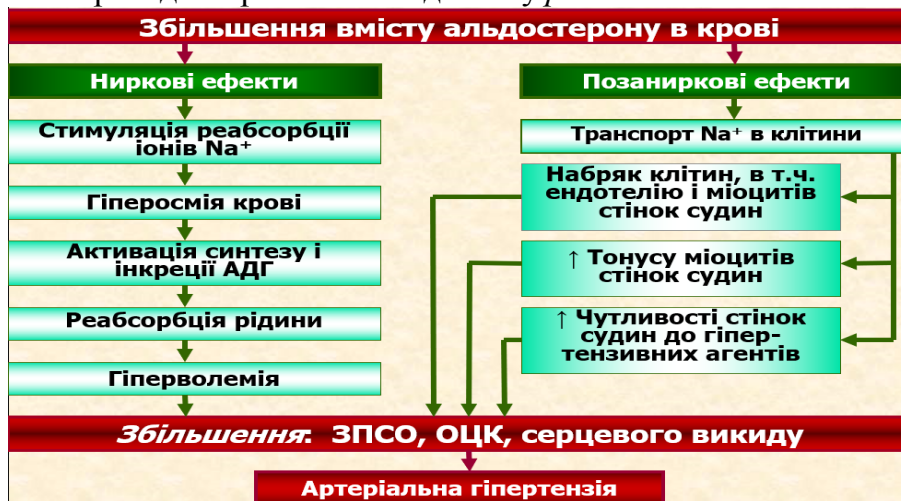 Збільшення вмісту альдостерону в крові
Ниркові ефекти
Стимуляція реабсорбції
іонів Na⁺
Гіперосмія крові
Активація синтезу і
інкреції АДГ
Реабсорбція рідини
Гіперволемія
Позаниркові ефекти
Транспорт Na⁺ в клітини
Набряк клітин, в т.ч.
ендотелію і міоцитів
стінок судин
↑ Тонусу міоцитів
стінок судин
↑ Чутливості стінок
судин до гіпер-
тензивних агентів
Збільшення: ЗПСО, ОЦК, серцевого викиду
Артеріальна гіпертензія